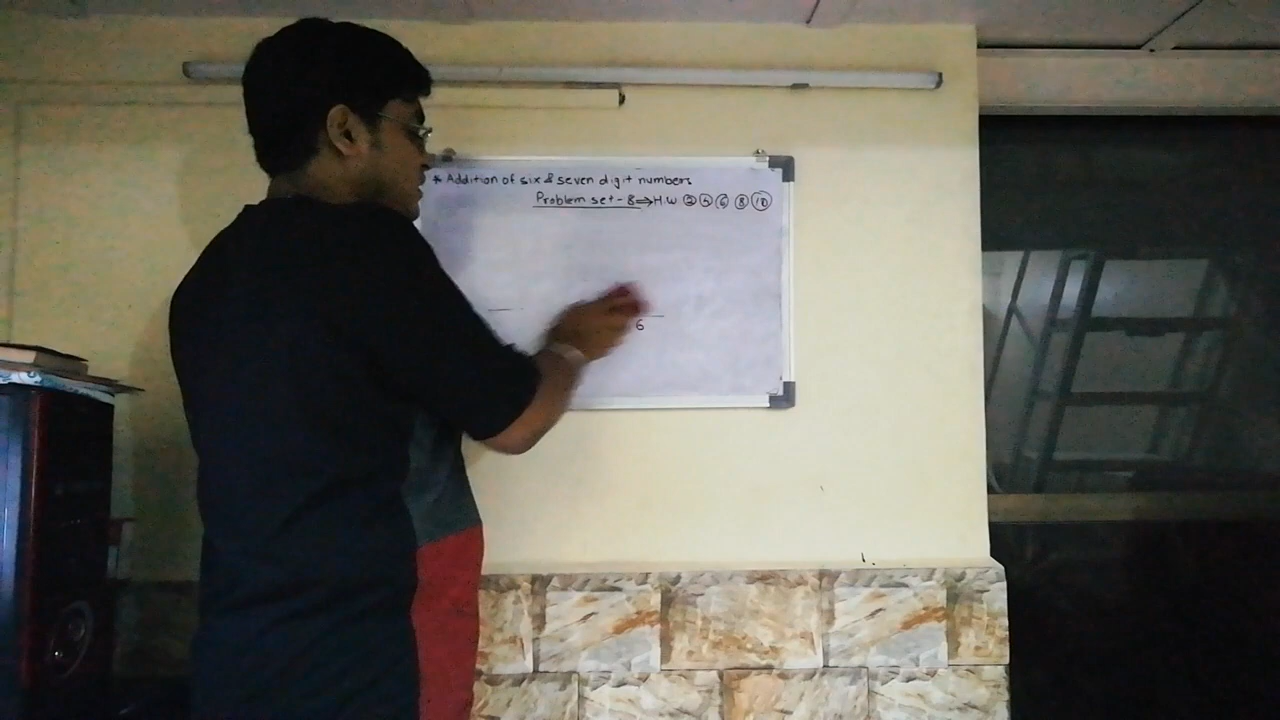 * Addition of six & seven digit numbers
Problem set - 8 ⇒ H.W ② ④ ⑥ ⑧ ⑩
6